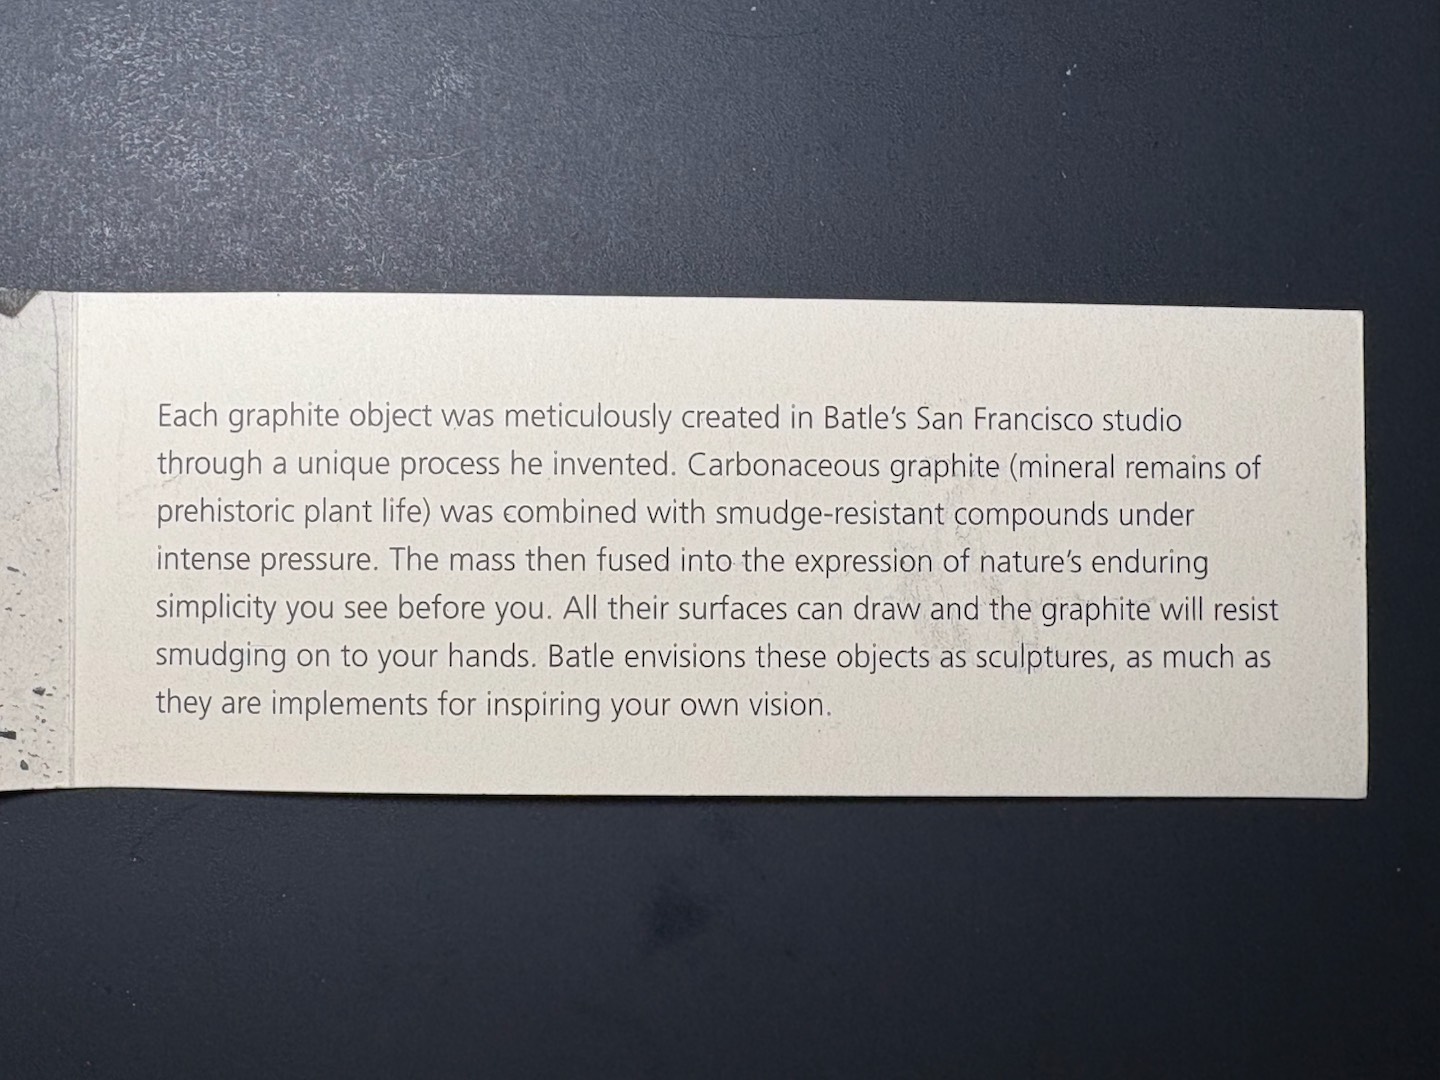 Each graphite object was meticulously created in Batle’s San Francisco studio
through a unique process he invented. Carbonaceous graphite (mineral remains of
prehistoric plant life) was combined with smudge-resistant compounds under
intense pressure. The mass then fused into the expression of nature’s enduring
simplicity you see before you. All their surfaces can draw and the graphite will resist
smudging on to your hands. Batle envisions these objects as sculptures, as much as
they are implements for inspiring your own vision.